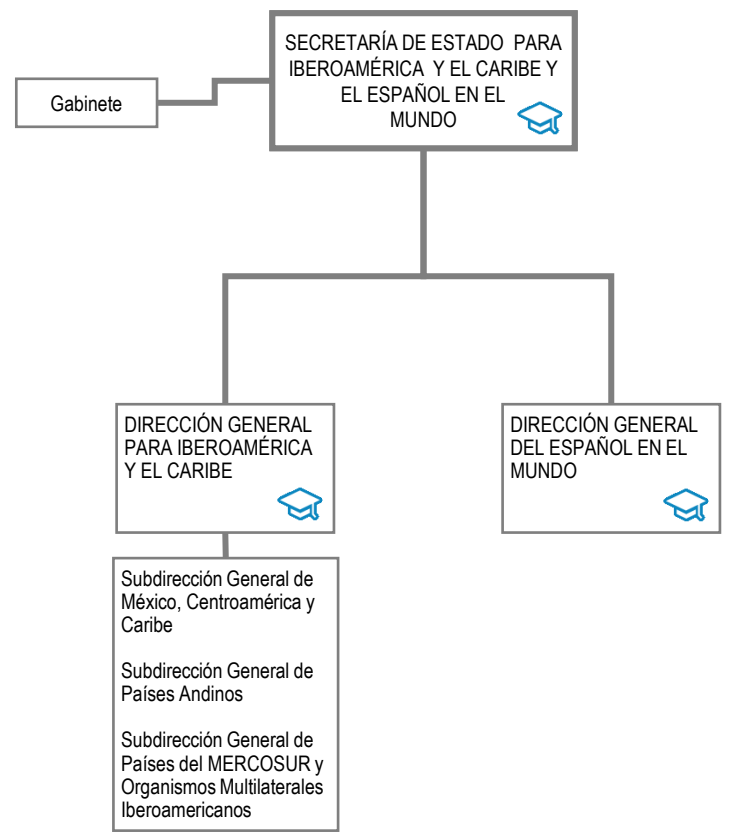 SECRETARÍA DE ESTADO PARA
IBEROAMÉRICA Y EL CARIBE Y
EL ESPAÑOL EN EL
MUNDO
Gabinete
DIRECCIÓN GENERAL
PARA IBEROAMÉRICA
Y EL CARIBE
DIRECCIÓN GENERAL
DEL ESPAÑOL EN EL
MUNDO
Subdirección General de
México, Centroamérica y
Caribe
Subdirección General de
Países Andinos
Subdirección General de
Países del MERCOSUR y
Organismos Multilaterales
Iberoamericanos